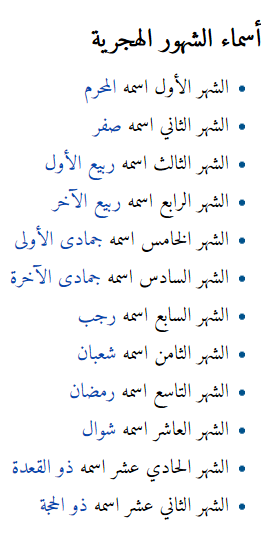 أسماء الشهور الهجرية
الشهر الأول اسمه المحرم
الشهر الثاني اسمه صفر
الشهر الثالث اسمه ربيع الأول
الشهر الرابع اسمه ربيع الآخر
الشهر الخامس اسمه جمادى الأولى
الشهر السادس اسمه جمادى الآخرة
الشهر السابع اسمه رجب
الشهر الثامن اسمه شعبان
الشهر التاسع اسمه رمضان
الشهر العاشر اسمه شوال
الشهر الحادي عشر اسمه ذو القعدة
الشهر الثاني عشر اسمه ذو الحجة